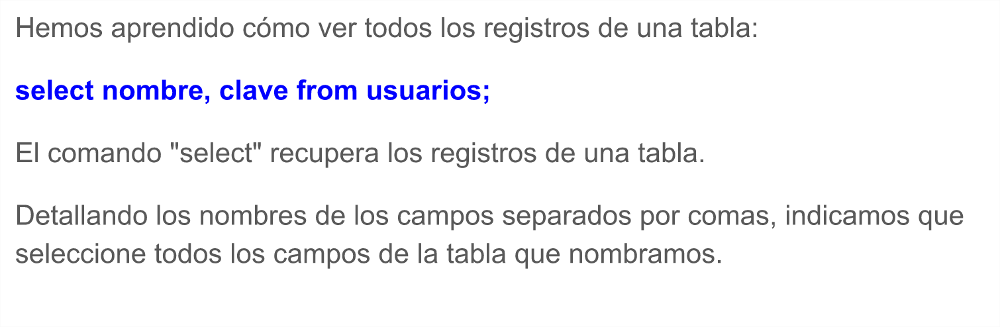 Hemos aprendido cómo ver todos los registros de una tabla:
select nombre, clave from usuarios;
El comando "select" recupera los registros de una tabla.
Detallando los nombres de los campos separados por comas, indicamos que
seleccione todos los campos de la tabla que nombramos.